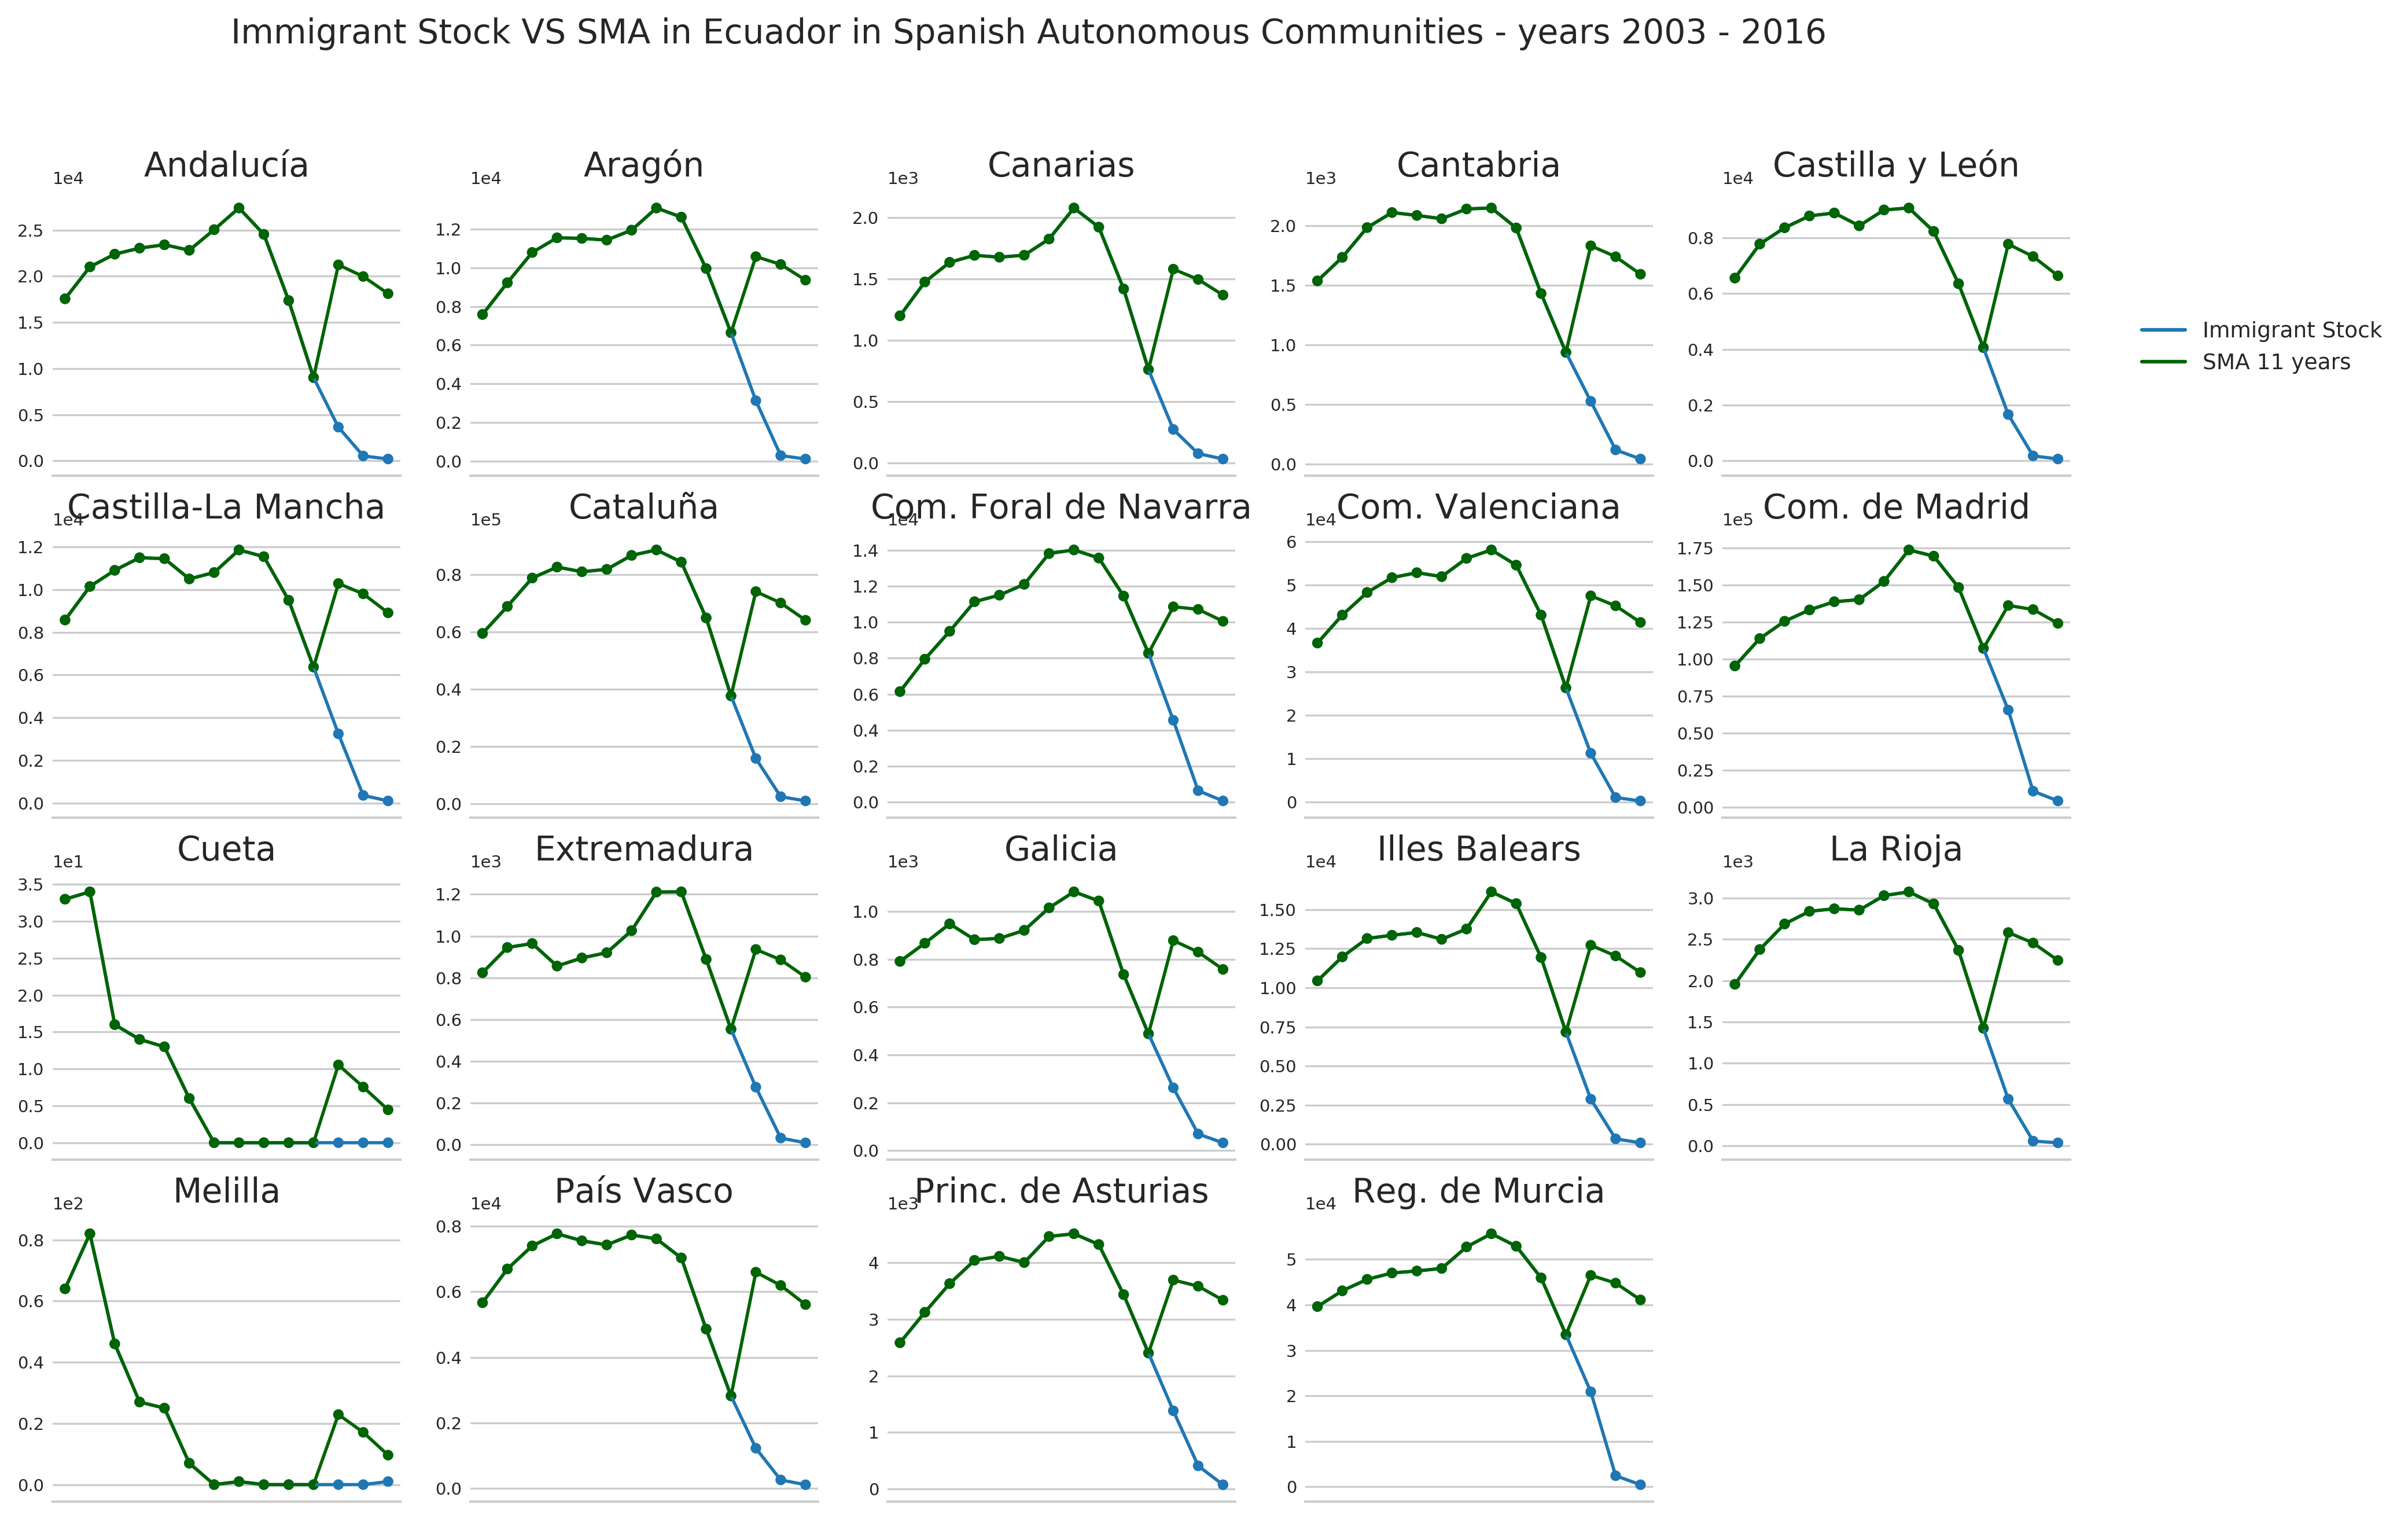 Immigrant Stock VS SMA in Ecuador in Spanish Autonomous Communities - years 2003 - 2016
Andalucía
1e4
2.5
2.0
1.5
1.0
0.5
0.0
Aragón
1e4
1.2
1.0
0.8
0.6
0.4
0.2
0.0
Canarias
1e3
2.0
1.5
1.0
0.5
0.0
Cantabria
1e3
2.0
1.5
1.0
0.5
0.0
Castilla y León
1e4
0.8
0.6
0.4
0.2
0.0
Immigrant Stock
SMA 11 years
Castilla-La Mancha
1e4
1.2
1.0
0.8
0.6
0.4
0.2
0.0
Cataluña
1e5
0.8
0.6
0.4
0.2
0.0
Com. Foral de Navarra
1e4
1.4
1.2
1.0
0.8
0.6
0.4
0.2
0.0
Com. Valenciana
1e4
6
5
4
3
2
1
0
Com. de Madrid
1e5
1.75
1.50
1.25
1.00
0.75
0.50
0.25
0.00
Cueta
1e1
3.5
3.0
2.5
2.0
1.5
1.0
0.5
0.0
Extremadura
1e3
1.2
1.0
0.8
0.6
0.4
0.2
0.0
Galicia
1e3
1.0
0.8
0.6
0.4
0.2
0.0
Illes Balears
1e4
1.50
1.25
1.00
0.75
0.50
0.25
0.00
La Rioja
1e3
3.0
2.5
2.0
1.5
1.0
0.5
0.0
Melilla
1e2
0.8
0.6
0.4
0.2
0.0
País Vasco
1e4
0.8
0.6
0.4
0.2
0.0
Princ. de Asturias
1e3
4
3
2
1
0
Reg. de Murcia
1e4
5
4
3
2
1
0